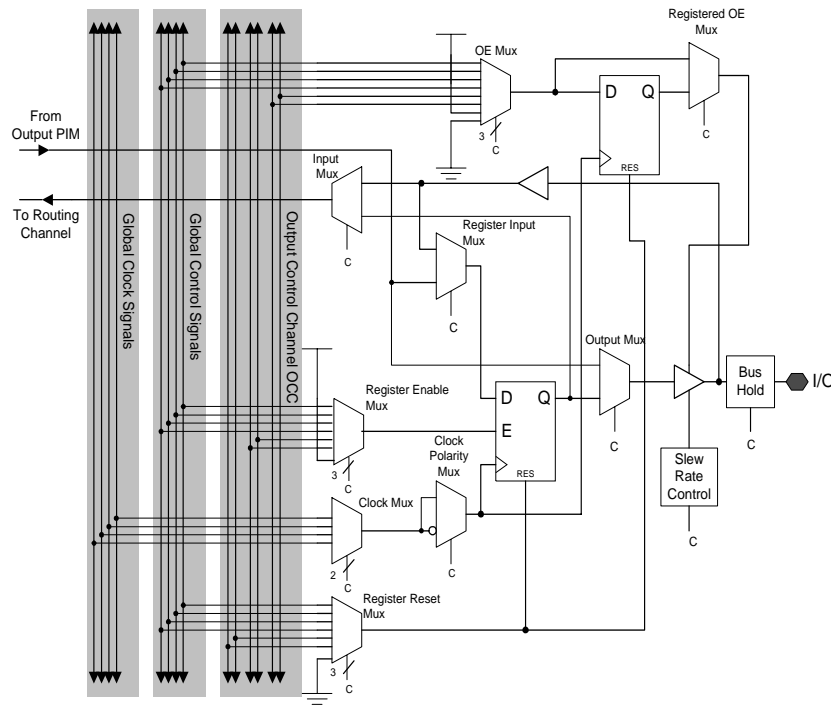 Registered OE
Mux
OE Mux
D
Q
RES
3
C
C
From
Output PIM
Input
Mux
To Routing
Channel
C
Register Input
Mux
C
Global Clock Signals
Global Control Signals
Output Control Channel OCC
Output Mux
C
Bus
Hold
I/O
C
Slew
Rate
Control
C
Register Enable
Mux
3
C
D
Q
E
RES
Clock
Polarity
Mux
C
Clock Mux
2
C
Register Reset
Mux
3
C